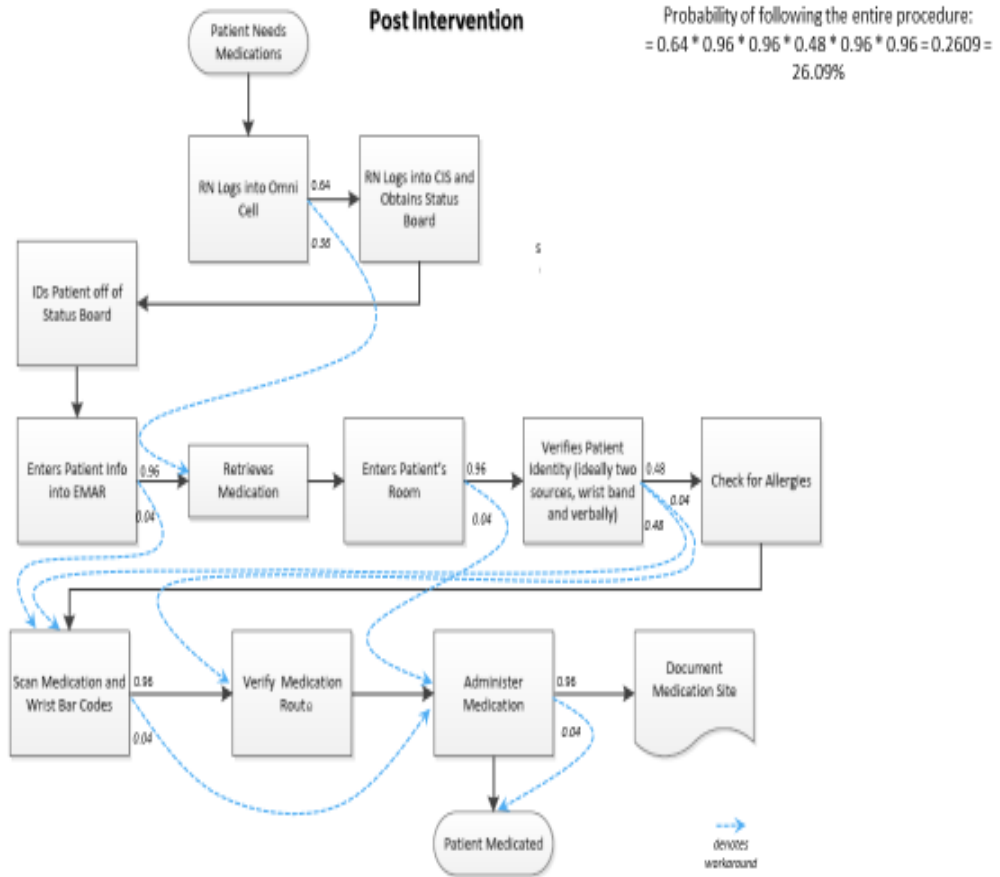 Post Intervention
Probability of following the entire procedure:
= 0.64 * 0.96 * 0.96 * 0.48 * 0.96 * 0.96 = 0.2609 =
26.09%
Patient Needs
Medications
RN Logs into Omni
Cell
0.64
0.36
RN Logs into CIS and
Obtains Status
Board
s
IDs Patient off of
Status Board
Enters Patient Info
into EMAR
0.96
0.04
Retrieves
Medication
Enters Patient's
Room
0.96
0.04
Verifies Patient
Identity (ideally two
sources, wrist band
and verbally)
0.48
0.04
0.48
Check for Allergies
Scan Medication and
Wrist Bar Codes
0.96
0.04
Verify Medication
Route
Administer
Medication
0.96
0.04
Document
Medication Site
Patient Medicated
denotes
workaround